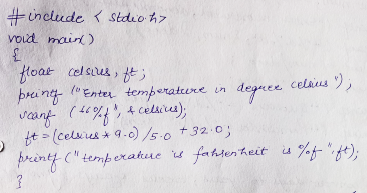 #include < stdio.h>
void main()
{
float celsius, ft;
printf ("Enter temperature in degree celsius");
scanf ("%f", & celsius);
ft = (celsius * 9.0) / 5.0 + 32.0;
printf ("temperature is fahrenheit is %f ", ft);
}